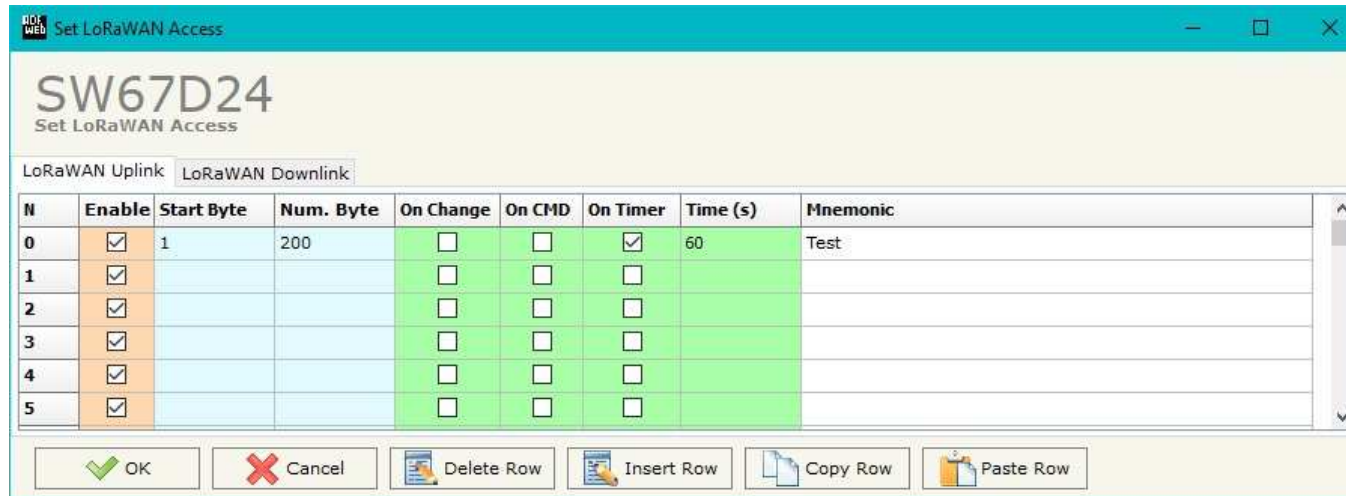 ADF
WEB Set LoRaWAN Access
SW67D24
Set LoRaWAN Access
LoRaWAN Uplink LoRaWAN Downlink
N Enable Start Byte Num. Byte On Change On CMD On Timer Time (s) Mnemonic
0 1 200 60 Test
1
2
3
4
5
OK Cancel Delete Row Insert Row Copy Row Paste Row